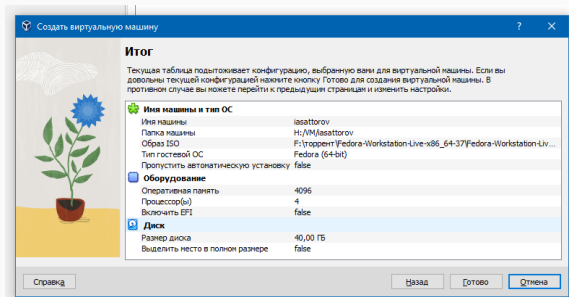 Создать виртуальную машину
Итог
Текущая таблица подытоживает конфигурацию, выбранную вами для виртуальной машины. Если вы
довольны текущей конфигурацией нажмите кнопку Готово для создания виртуальной машины. В
противном случае вы можете перейти к предыдущим страницам и изменить настройки.
Имя машины и тип ОС
Имя машины iasattorov
Папка машины H:/VM/iasattorov
Образ ISO F:\торрент\Fedora-Workstation-Live-x86_64-37\Fedora-Workstation-Liv...
Тип гостевой ОС Fedora (64-bit)
Пропустить автоматическую установку false
Оборудование
Оперативная память 4096
Процессор(ы) 4
Включить EFI false
Диск
Размер диска 40,00 ГБ
Выделить место в полном размере false
Справка Назад Готово Отмена